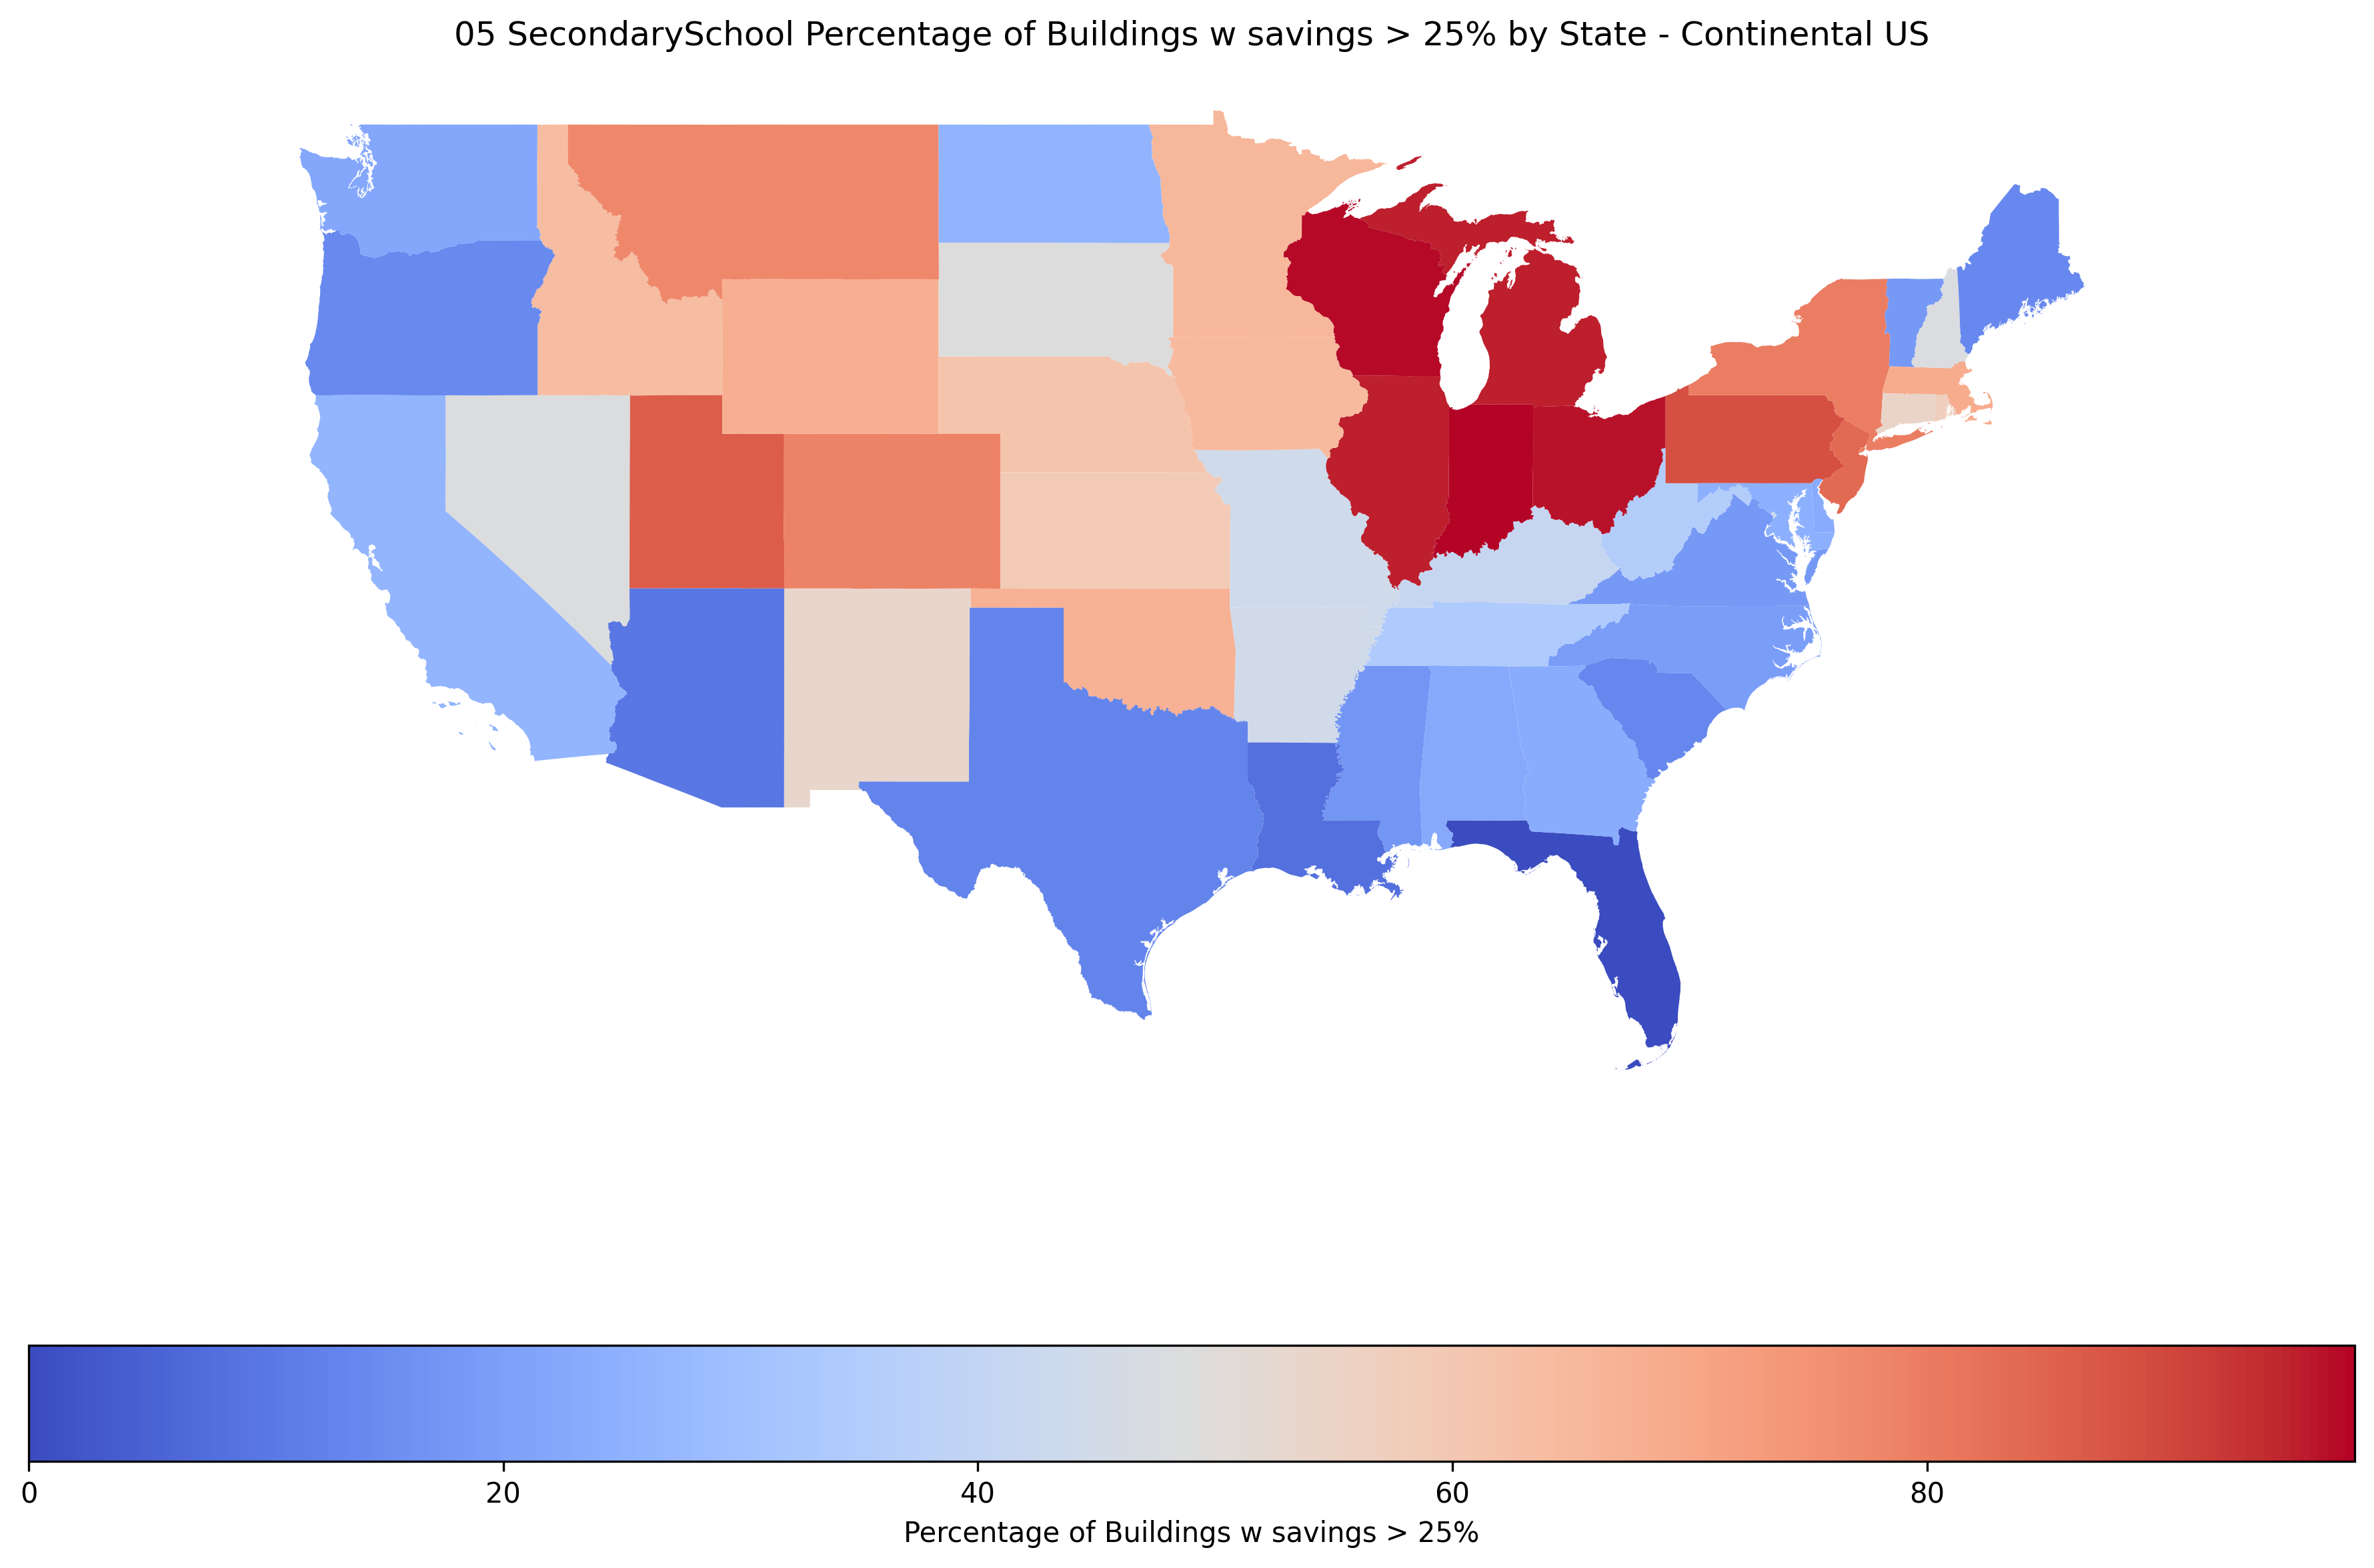 05 SecondarySchool Percentage of Buildings w savings > 25% by State - Continental US
0 20 40 60 80
Percentage of Buildings w savings > 25%